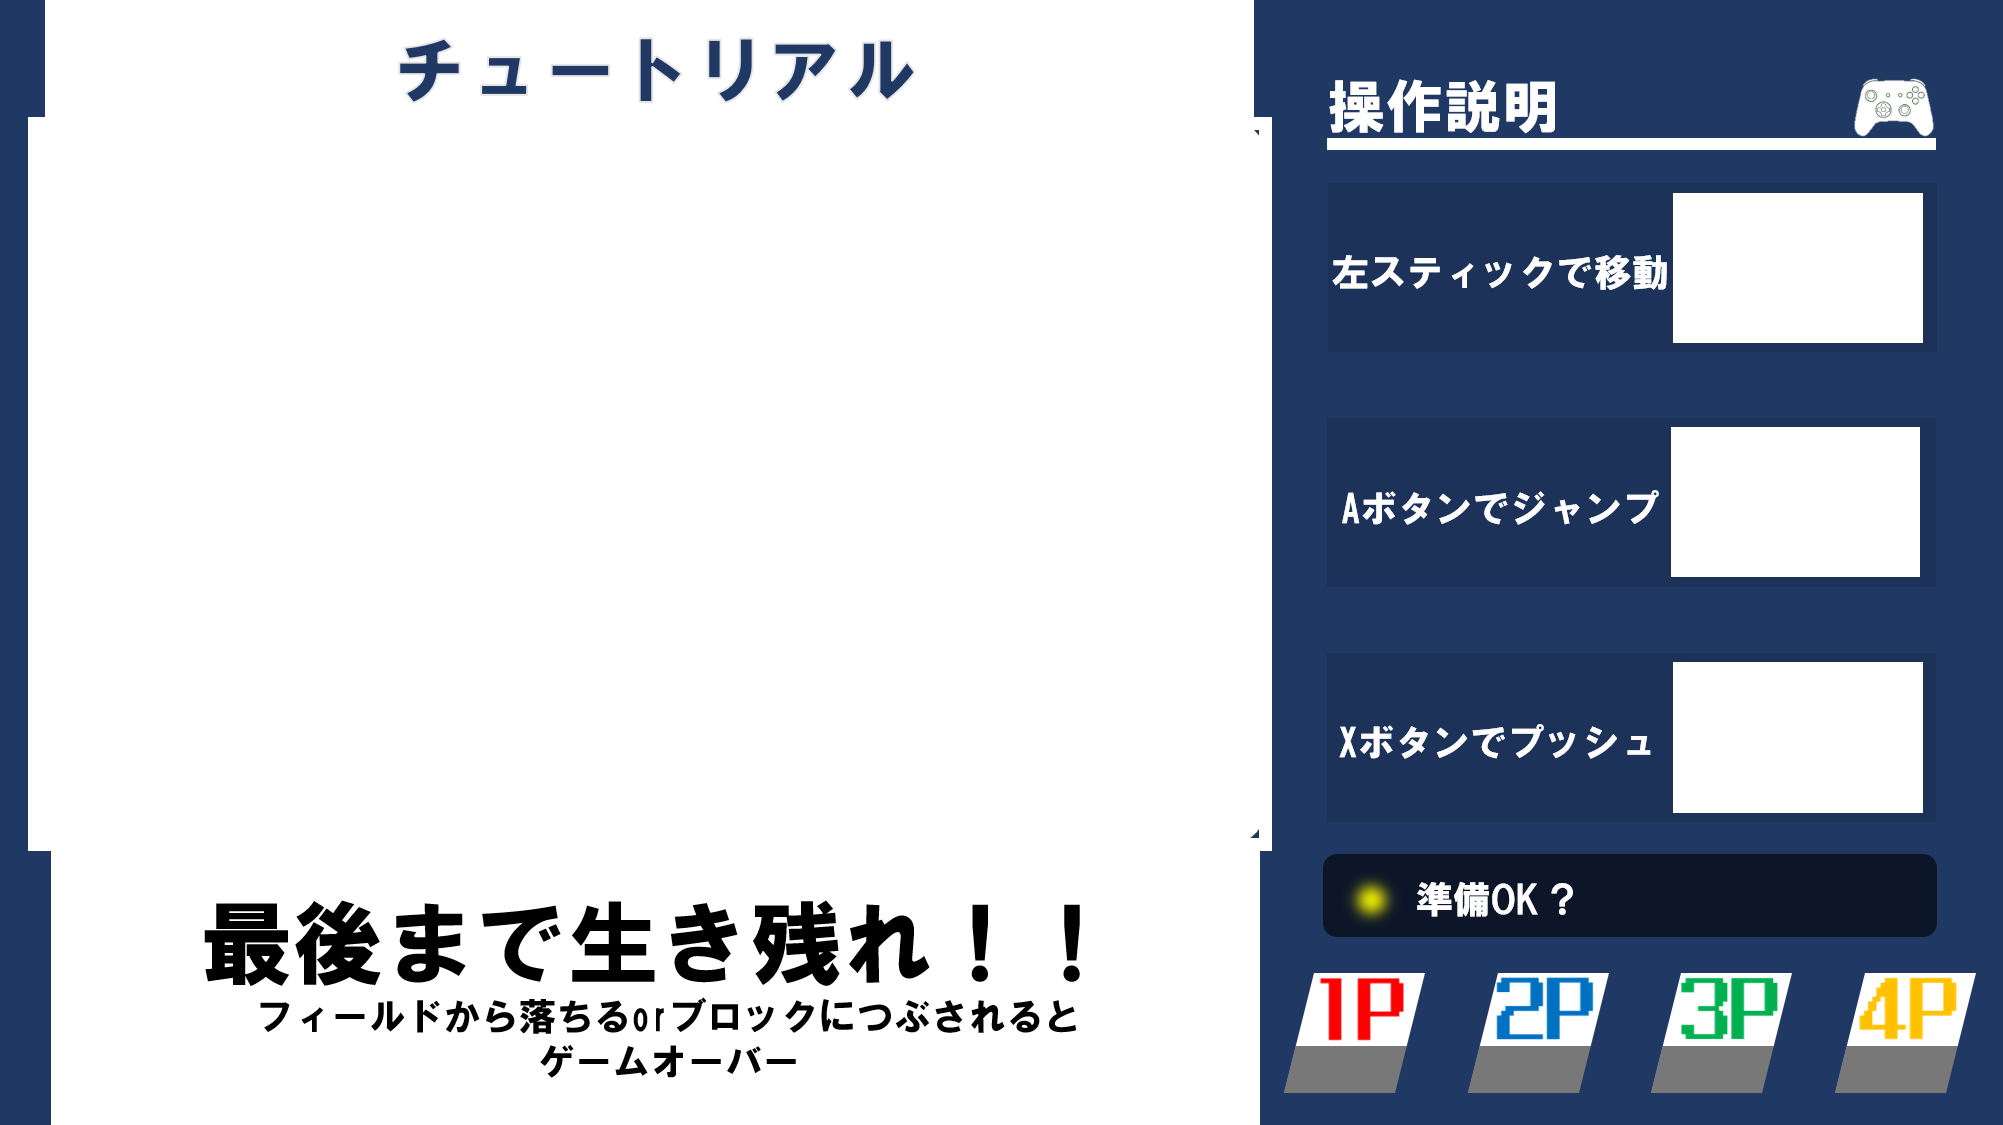 チュートリアル
操作説明
左スティックで移動
Aボタンでジャンプ
Xボタンでプッシュ
準備OK？
1P 2P 3P 4P
最後まで生き残れ！！
フィールドから落ちるorブロックにつぶされると
ゲームオーバー